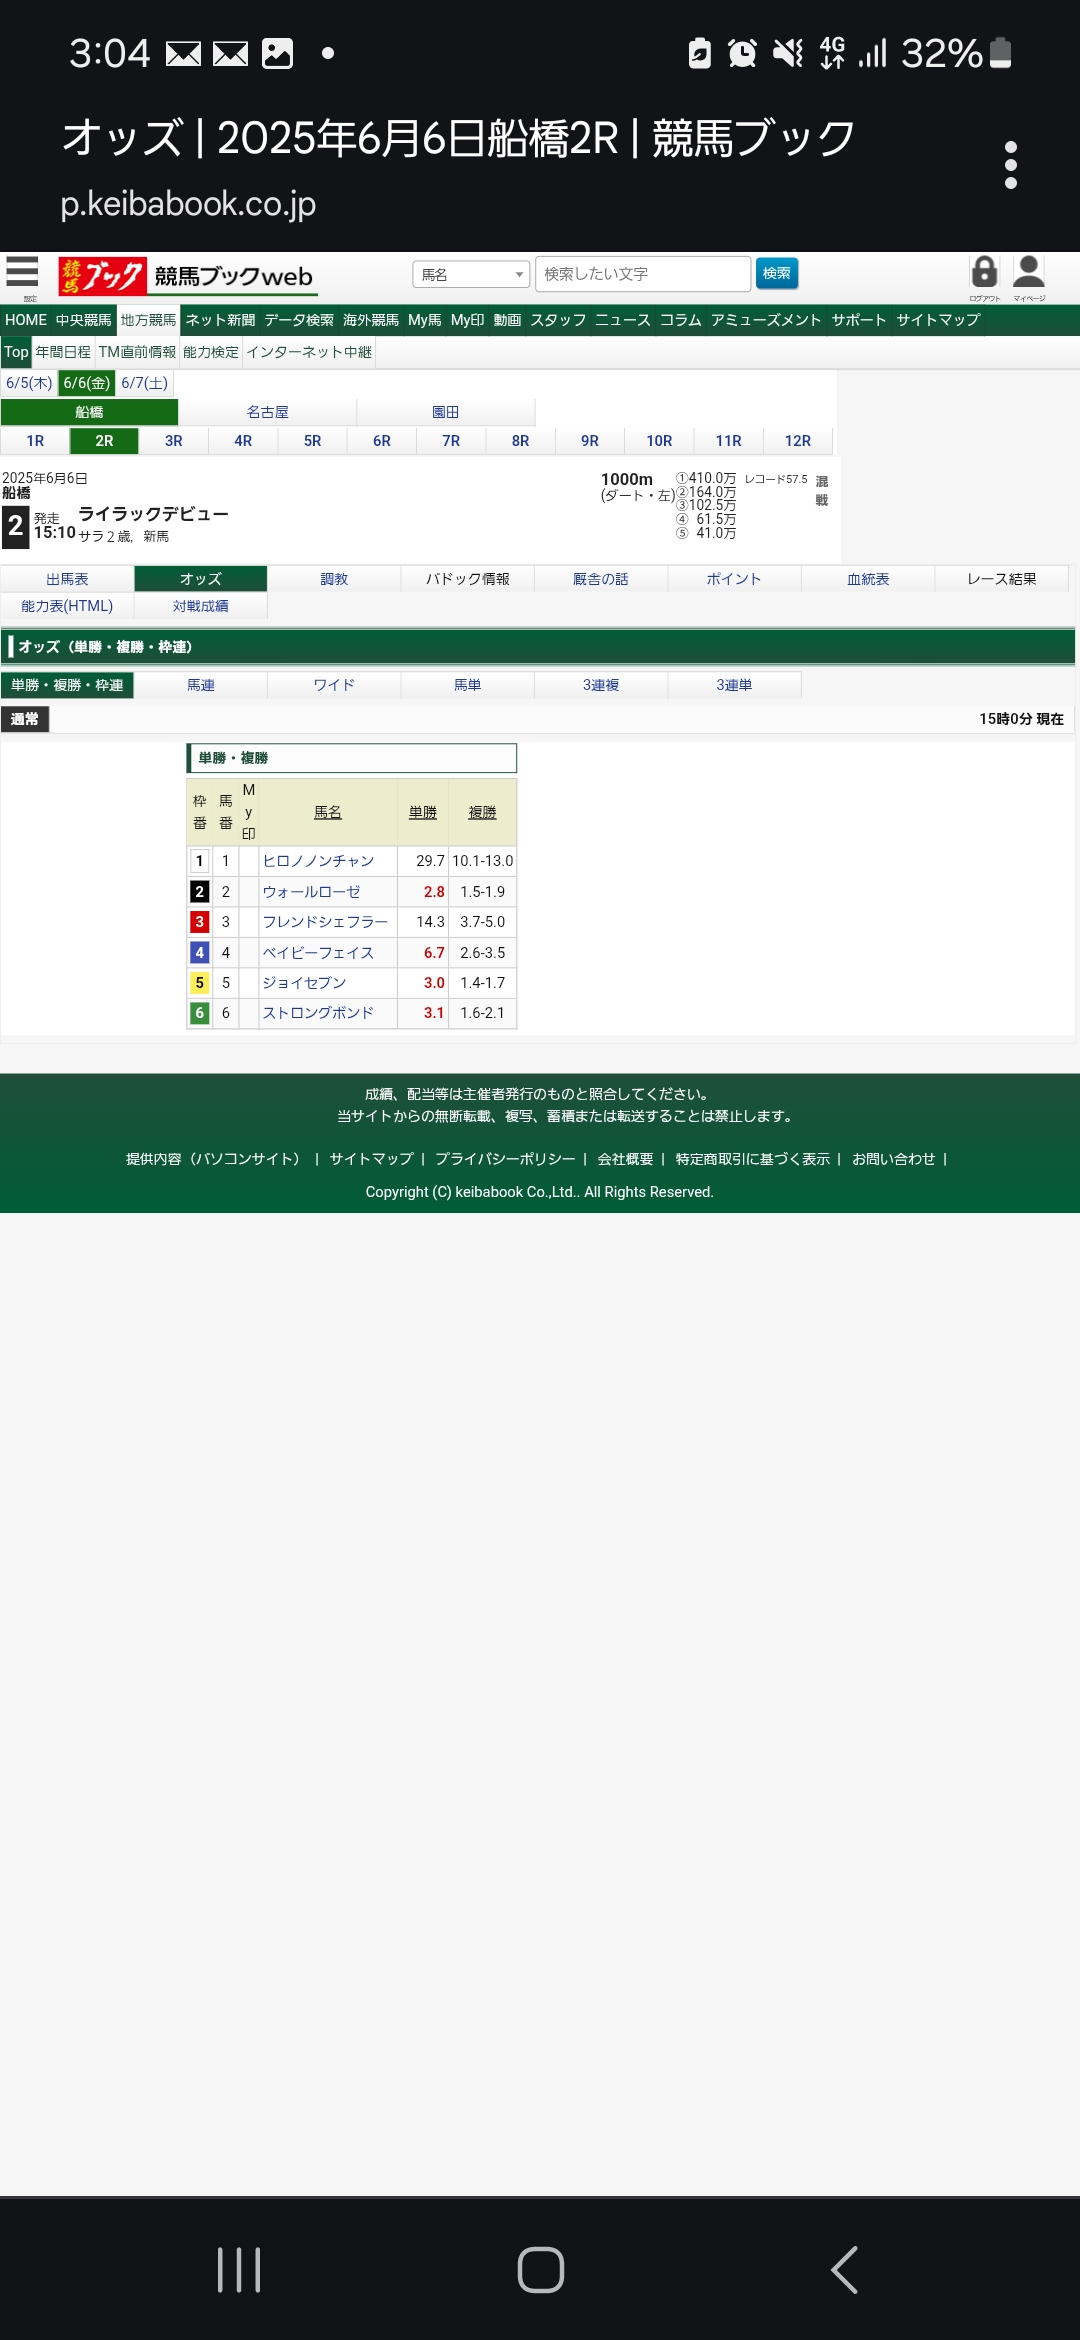 3:04 4G 32%
オッズ | 2025年6月6日船橋2R | 競馬ブック
p.keibabook.co.jp
設定 競馬ブック 競馬ブックweb 馬名 検索したい文字 検索 ログアウト マイページ
HOME 中央競馬 地方競馬 ネット新聞 データ検索 海外競馬 My馬 My印 動画 スタッフ ニュース コラム アミューズメント サポート サイトマップ
Top 年間日程 TM直前情報 能力検定 インターネット中継
6/5(木) 6/6(金) 6/7(土)
船橋 名古屋 園田
1R 2R 3R 4R 5R 6R 7R 8R 9R 10R 11R 12R
2025年6月6日
船橋
2 発走 15:10
ライラックデビュー
サラ２歳, 新馬
1000m
(ダート・左)
①410.0万
②164.0万
③102.5万
④ 61.5万
⑤ 41.0万
レコード57.5
混戦
出馬表 オッズ 調教 パドック情報 厩舎の話 ポイント 血統表 レース結果
能力表(HTML) 対戦成績
オッズ（単勝・複勝・枠連）
単勝・複勝・枠連 馬連 ワイド 馬単 3連複 3連単
通常 15時0分 現在
単勝・複勝
枠番 馬番 My印 馬名 単勝 複勝
1 1 ヒロノノンチャン 29.7 10.1-13.0
2 2 ウォールローゼ 2.8 1.5-1.9
3 3 フレンドシェフラー 14.3 3.7-5.0
4 4 ベイビーフェイス 6.7 2.6-3.5
5 5 ジョイセブン 3.0 1.4-1.7
6 6 ストロングボンド 3.1 1.6-2.1
成績、配当等は主催者発行のものと照合してください。
当サイトからの無断転載、複写、蓄積または転送することは禁止します。
提供内容（パソコンサイト） | サイトマップ | プライバシーポリシー | 会社概要 | 特定商取引に基づく表示 | お問い合わせ |
Copyright (C) keibabook Co.,Ltd.. All Rights Reserved.